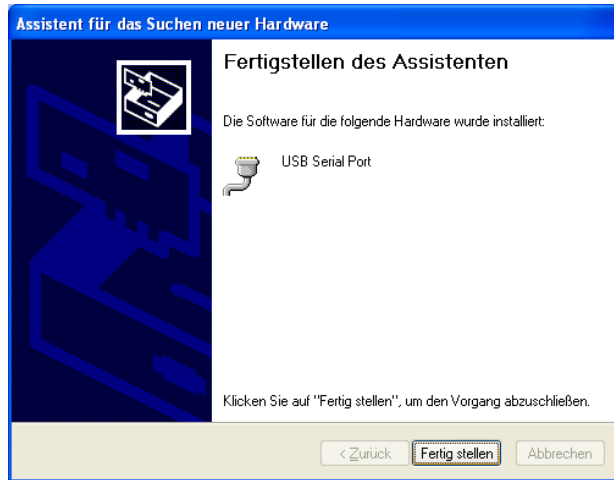 Assistent für das Suchen neuer Hardware
Fertigstellen des Assistenten
Die Software für die folgende Hardware wurde installiert:
USB Serial Port
Klicken Sie auf "Fertig stellen", um den Vorgang abzuschließen.
< Zurück Fertig stellen Abbrechen